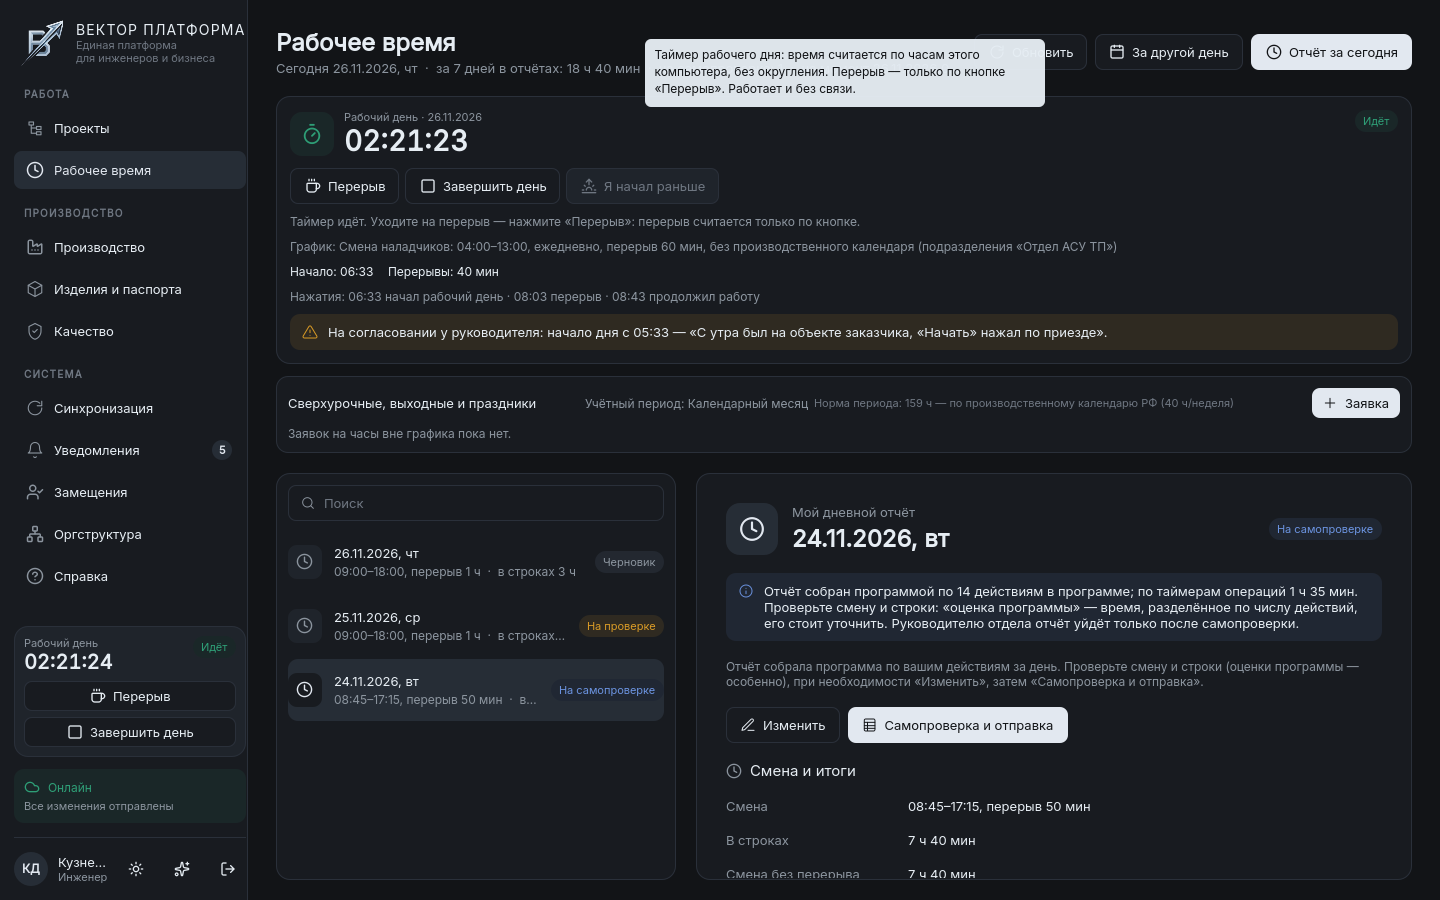 ВЕКТОР ПЛАТФОРМА
Единая платформа
для инженеров и бизнеса
РАБОТА
Проекты
Рабочее время
ПРОИЗВОДСТВО
Производство
Изделия и паспорта
Качество
СИСТЕМА
Синхронизация
Уведомления 5
Замещения
Оргструктура
Справка
Рабочий день
Идёт
02:21:24
Перерыв
Завершить день
Онлайн
Все изменения отправлены
КД
Кузне...
Инженер
Рабочее время
Сегодня 26.11.2026, чт · за 7 дней в отчётах: 18 ч 40 мин
Таймер рабочего дня: время считается по часам этого
компьютера, без округления. Перерыв — только по кнопке
«Перерыв». Работает и без связи.
Обновить
За другой день
Отчёт за сегодня
Рабочий день · 26.11.2026
02:21:23
Идёт
Перерыв
Завершить день
Я начал раньше
Таймер идёт. Уходите на перерыв — нажмите «Перерыв»: перерыв считается только по кнопке.
График: Смена наладчиков: 04:00–13:00, ежедневно, перерыв 60 мин, без производственного календаря (подразделения «Отдел АСУ ТП»)
Начало: 06:33 Перерывы: 40 мин
Нажатия: 06:33 начал рабочий день · 08:03 перерыв · 08:43 продолжил работу
На согласовании у руководителя: начало дня с 05:33 — «С утра был на объекте заказчика, «Начать» нажал по приезде».
Сверхурочные, выходные и праздники
Учётный период: Календарный месяц Норма периода: 159 ч — по производственному календарю РФ (40 ч/неделя)
Заявка
Заявок на часы вне графика пока нет.
Поиск
26.11.2026, чт
09:00–18:00, перерыв 1 ч · в строках 3 ч
Черновик
25.11.2026, ср
09:00–18:00, перерыв 1 ч · в строках...
На проверке
24.11.2026, вт
08:45–17:15, перерыв 50 мин · в...
На самопроверке
Мой дневной отчёт
24.11.2026, вт
На самопроверке
Отчёт собран программой по 14 действиям в программе; по таймерам операций 1 ч 35 мин.
Проверьте смену и строки: «оценка программы» — время, разделённое по числу действий,
его стоит уточнить. Руководителю отдела отчёт уйдёт только после самопроверки.
Отчёт собрала программа по вашим действиям за день. Проверьте смену и строки (оценки программы —
особенно), при необходимости «Изменить», затем «Самопроверка и отправка».
Изменить
Самопроверка и отправка
Смена и итоги
Смена 08:45–17:15, перерыв 50 мин
В строках 7 ч 40 мин
Смена без перерыва 7 ч 40 мин